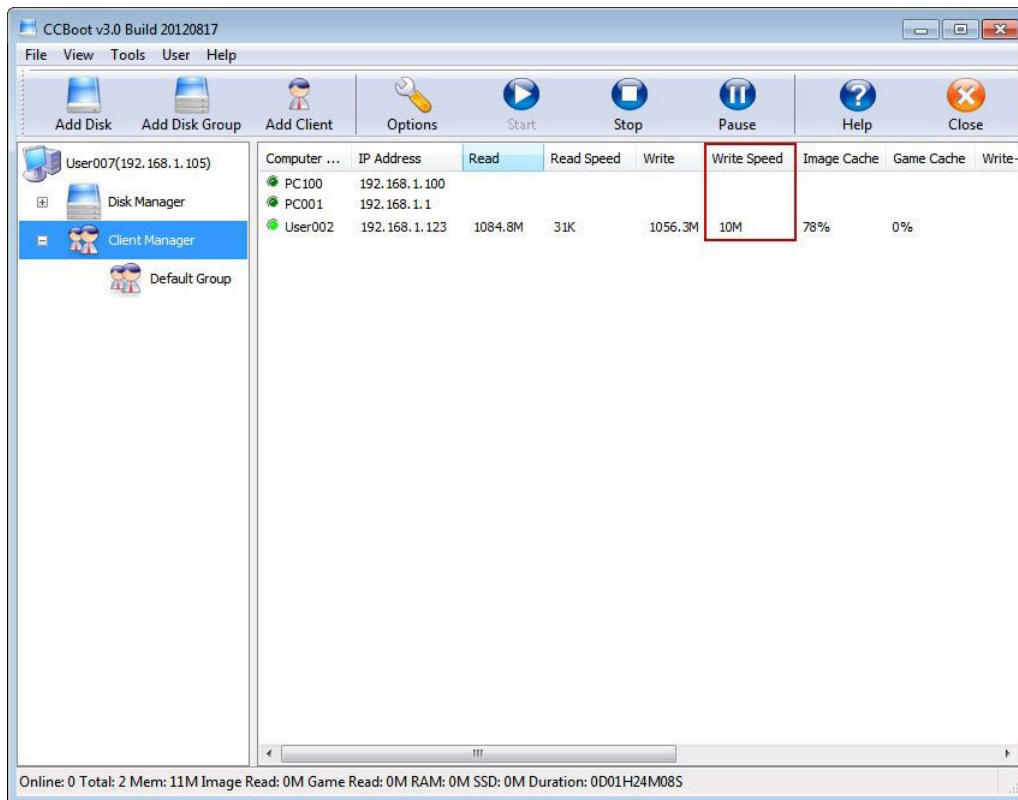 CCBoot v3.0 Build 20120817
File View Tools User Help
Add Disk Add Disk Group Add Client Options Start Stop Pause Help Close
User007(192.168.1.105)
Disk Manager
Client Manager
Default Group
Computer ... IP Address Read Read Speed Write Write Speed Image Cache Game Cache Write-
PC100 192.168.1.100
PC001 192.168.1.1
User002 192.168.1.123 1084.8M 31K 1056.3M 10M 78% 0%
Online: 0 Total: 2 Mem: 11M Image Read: 0M Game Read: 0M RAM: 0M SSD: 0M Duration: 0D01H24M08S